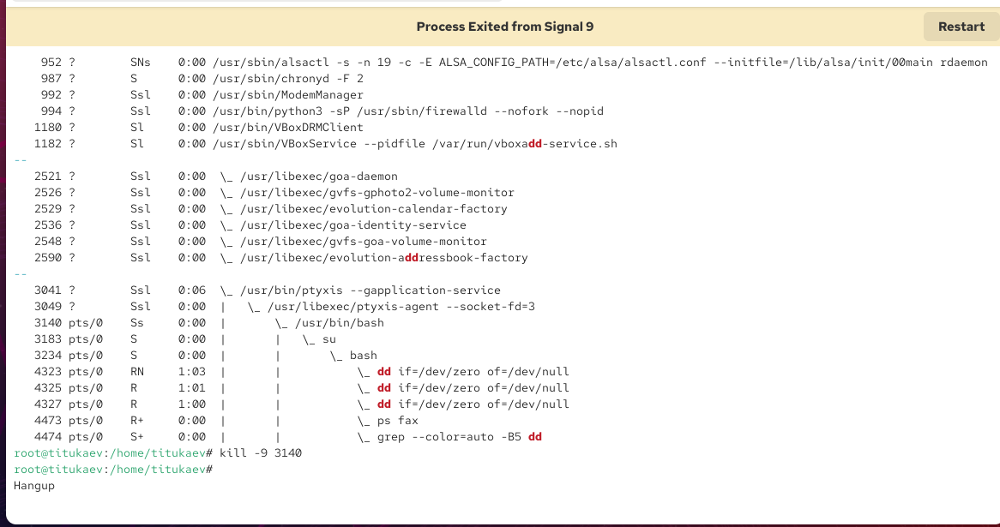 Process Exited from Signal 9
Restart
952 ?        SNs    0:00 /usr/sbin/alsactl -s -n 19 -c -E ALSA_CONFIG_PATH=/etc/alsa/alsactl.conf --initfile=/lib/alsa/init/00main rdaemon
987 ?        S      0:00 /usr/sbin/chronyd -F 2
992 ?        Ssl    0:00 /usr/sbin/ModemManager
994 ?        Ssl    0:00 /usr/bin/python3 -sP /usr/sbin/firewalld --nofork --nopid
1180 ?        Sl     0:00 /usr/bin/VBoxDRMClient
1182 ?        Sl     0:00 /usr/sbin/VBoxService --pidfile /var/run/vboxadd-service.sh
--
2521 ?        Ssl    0:00  \_ /usr/libexec/goa-daemon
2526 ?        Ssl    0:00  \_ /usr/libexec/gvfs-gphoto2-volume-monitor
2529 ?        Ssl    0:00  \_ /usr/libexec/evolution-calendar-factory
2536 ?        Ssl    0:00  \_ /usr/libexec/goa-identity-service
2548 ?        Ssl    0:00  \_ /usr/libexec/gvfs-goa-volume-monitor
2590 ?        Ssl    0:00  \_ /usr/libexec/evolution-addressbook-factory
--
3041 ?        Ssl    0:06  \_ /usr/bin/ptyxis --gapplication-service
3049 ?        Ssl    0:00  |   \_ /usr/libexec/ptyxis-agent --socket-fd=3
3140 pts/0    Ss     0:00  |       \_ /usr/bin/bash
3183 pts/0    S      0:00  |       |   \_ su
3234 pts/0    S      0:00  |       |       \_ bash
4323 pts/0    RN     1:03  |       |           \_ dd if=/dev/zero of=/dev/null
4325 pts/0    R      1:01  |       |           \_ dd if=/dev/zero of=/dev/null
4327 pts/0    R      1:00  |       |           \_ dd if=/dev/zero of=/dev/null
4473 pts/0    R+     0:00  |       |           \_ ps fax
4474 pts/0    S+     0:00  |       |           \_ grep --color=auto -B5 dd
root@titukaev:/home/titukaev# kill -9 3140
root@titukaev:/home/titukaev#
Hangup